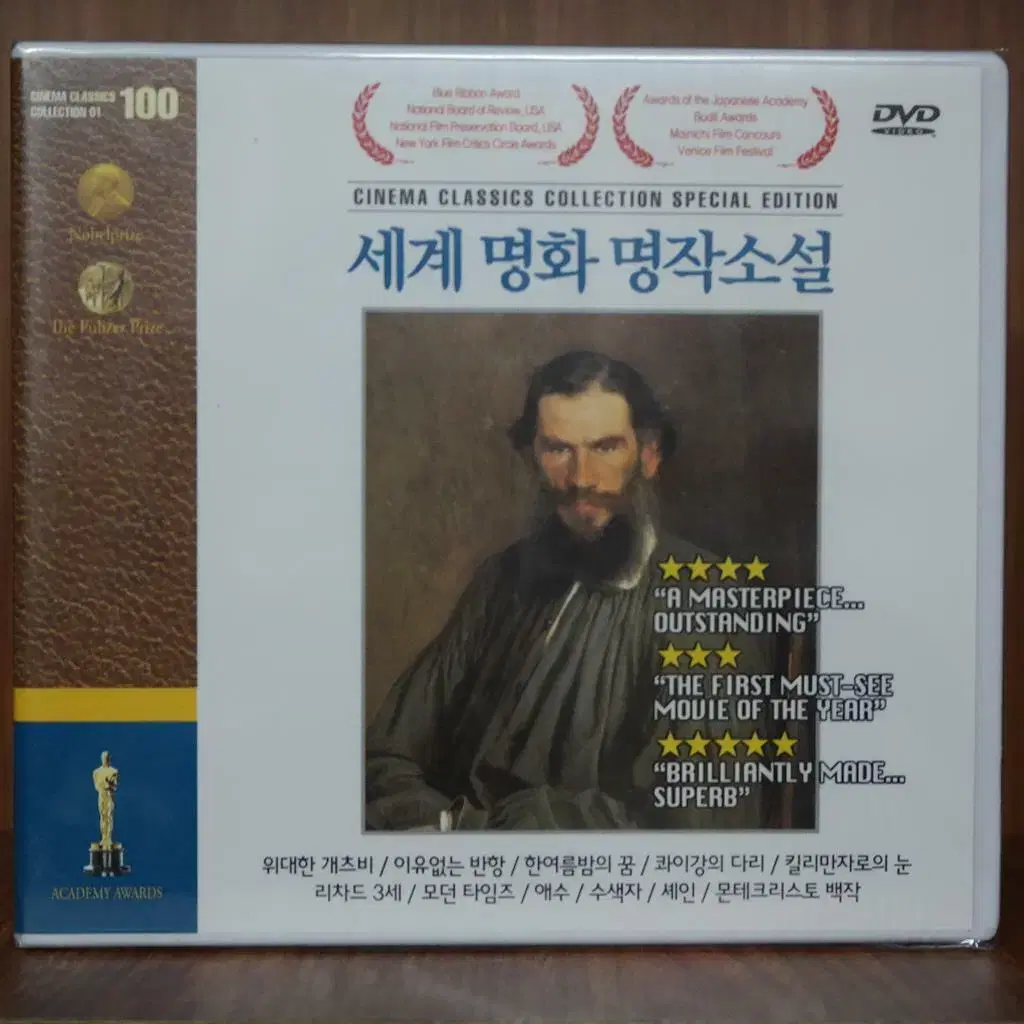 CINEMA CLASSICS
COLLECTION 01
100
Nobelprize
The Pulizer Prize
ACADEMY AWARDS
Blue Ribbon Award
National Board of Review, USA
National Film Preservation Board, USA
New York Film Critics Circle Awards
Awards of the Japanese Academy
Budil Awards
Mainichi Film Concours
Venice Film Festival
DVD
VIDEO
CINEMA CLASSICS COLLECTION SPECIAL EDITION
세계 명화 명작소설
"A MASTERPIECE...
OUTSTANDING"
"THE FIRST MUST-SEE
MOVIE OF THE YEAR"
"BRILLIANTLY MADE...
SUPERB"
위대한 개츠비 / 이유없는 반항 / 한여름밤의 꿈 / 콰이강의 다리 / 킬리만자로의 눈
리차드 3세 / 모던 타임즈 / 애수 / 수색자 / 셰인 / 몬테크리스토 백작